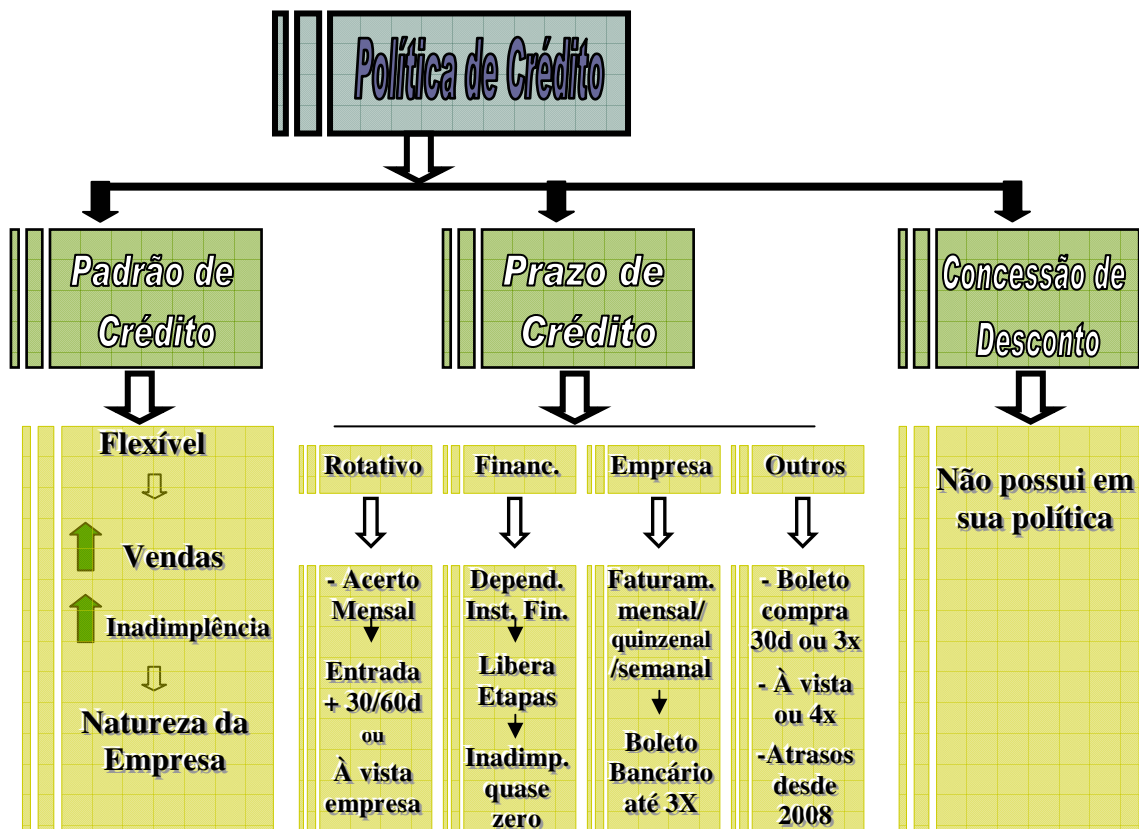 Política de Crédito
Padrão de
Crédito
Prazo de
Crédito
Concessão de
Desconto
Flexível
Vendas
Inadimplência
Natureza da
Empresa
Rotativo
- Acerto
Mensal
Entrada
+ 30/60d
ou
À vista
empresa
Financ.
Depend.
Inst. Fin.
Libera
Etapas
Inadimp.
quase
zero
Empresa
Faturam.
mensal/
quinzenal
/semanal
Boleto
Bancário
até 3X
Outros
- Boleto
compra
30d ou 3x
- À vista
ou 4x
-Atrasos
desde
2008
Não possui em
sua política